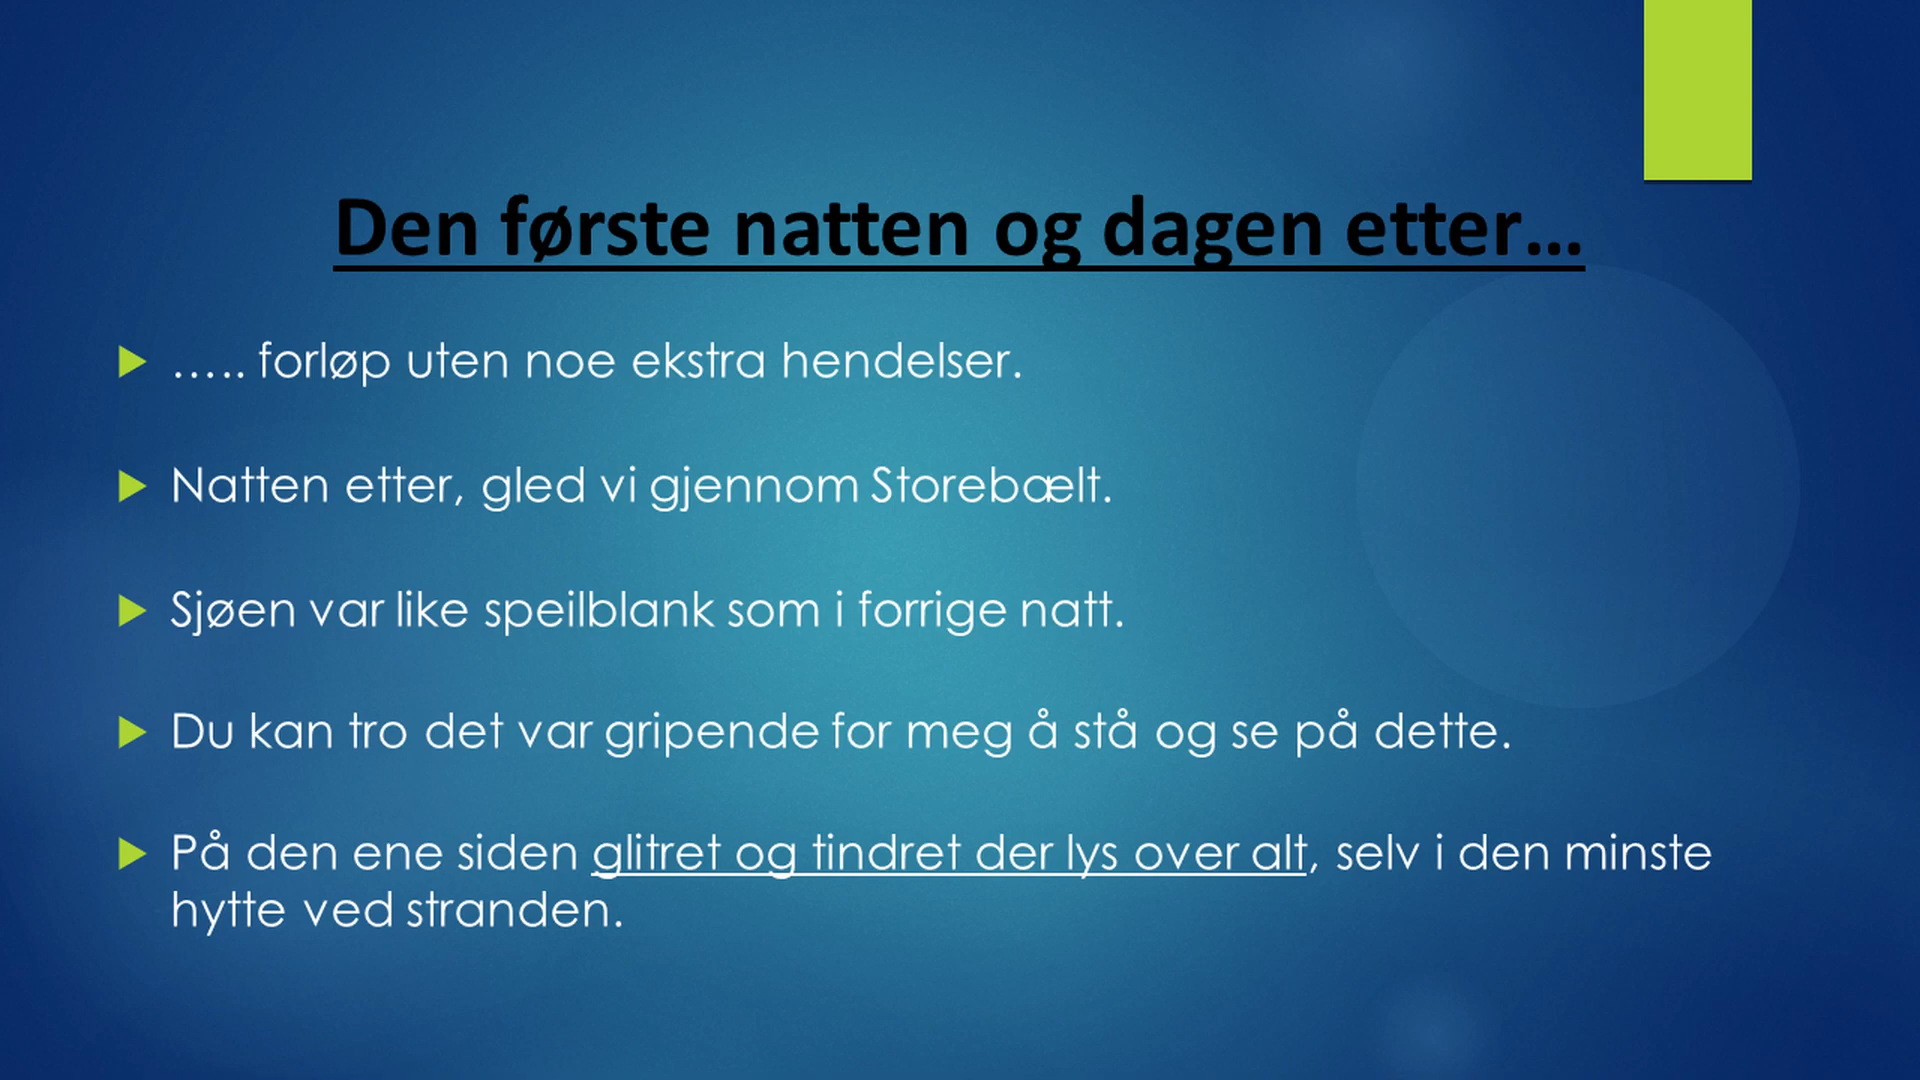 Den første natten og dagen etter…
….. forløp uten noe ekstra hendelser.
Natten etter, gled vi gjennom Storebælt.
Sjøen var like speilblank som i forrige natt.
Du kan tro det var gripende for meg å stå og se på dette.
På den ene siden glitret og tindret der lys over alt, selv i den minste
hytte ved stranden.